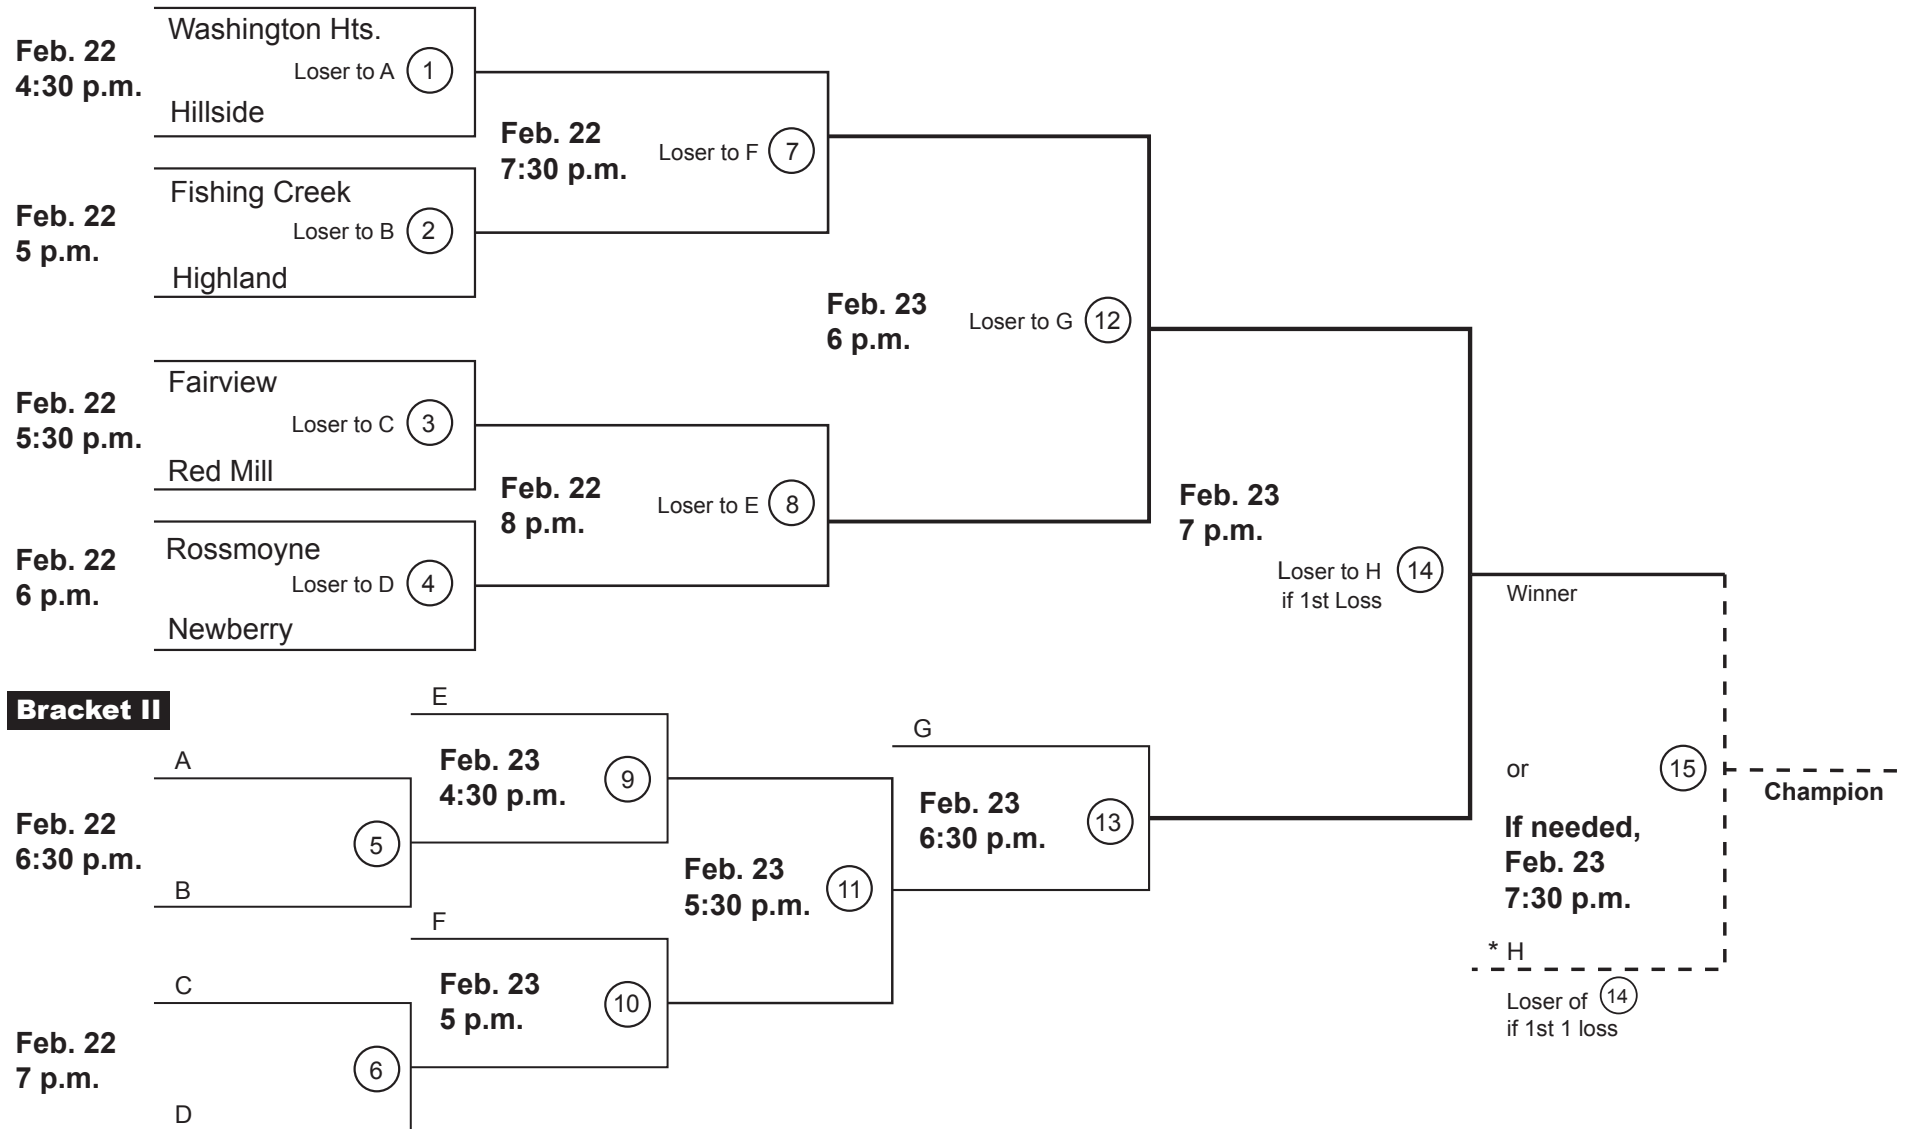 Washington Hts.
Feb. 22
4:30 p.m.
Loser to A 1
Hillside
Feb. 22
7:30 p.m.
Loser to F 7
Fishing Creek
Feb. 22
5 p.m.
Loser to B 2
Highland
Feb. 23
6 p.m.
Loser to G 12
Fairview
Feb. 22
5:30 p.m.
Loser to C 3
Red Mill
Feb. 22
8 p.m.
Loser to E 8
Feb. 23
7 p.m.
Loser to H 14
if 1st Loss
Rossmoyne
Feb. 22
6 p.m.
Loser to D 4
Newberry
Winner
Bracket II
E
A
Feb. 23
4:30 p.m.
9
Feb. 22
6:30 p.m.
5
B
G
Feb. 23
6:30 p.m.
13
Feb. 23
5:30 p.m.
11
F
C
Feb. 23
5 p.m.
10
Feb. 22
7 p.m.
6
D
or
15
Champion
If needed,
Feb. 23
7:30 p.m.
* H
Loser of 14
if 1st 1 loss